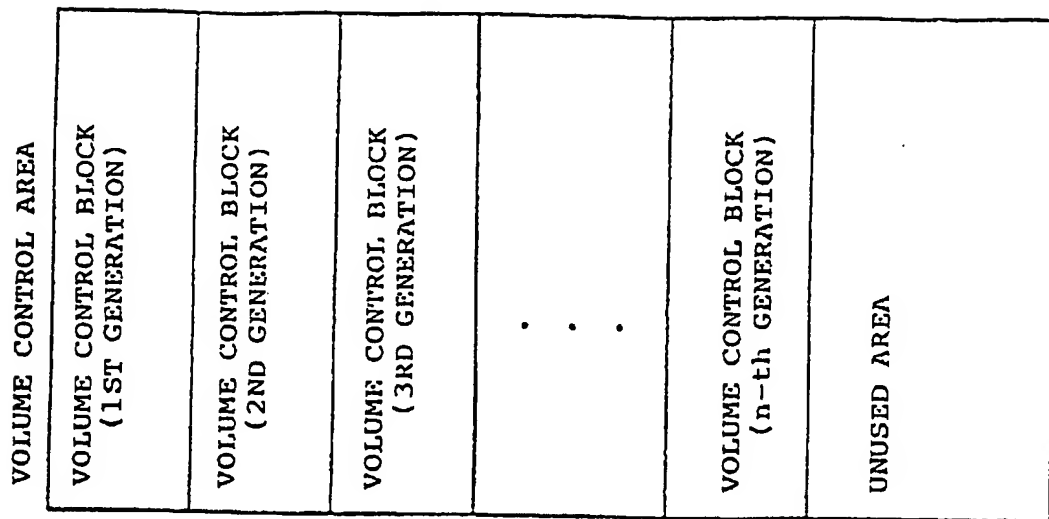 VOLUME CONTROL AREA
VOLUME CONTROL BLOCK
(1ST GENERATION)
VOLUME CONTROL BLOCK
(2ND GENERATION)
VOLUME CONTROL BLOCK
(3RD GENERATION)
. . .
VOLUME CONTROL BLOCK
(n-th GENERATION)
UNUSED AREA